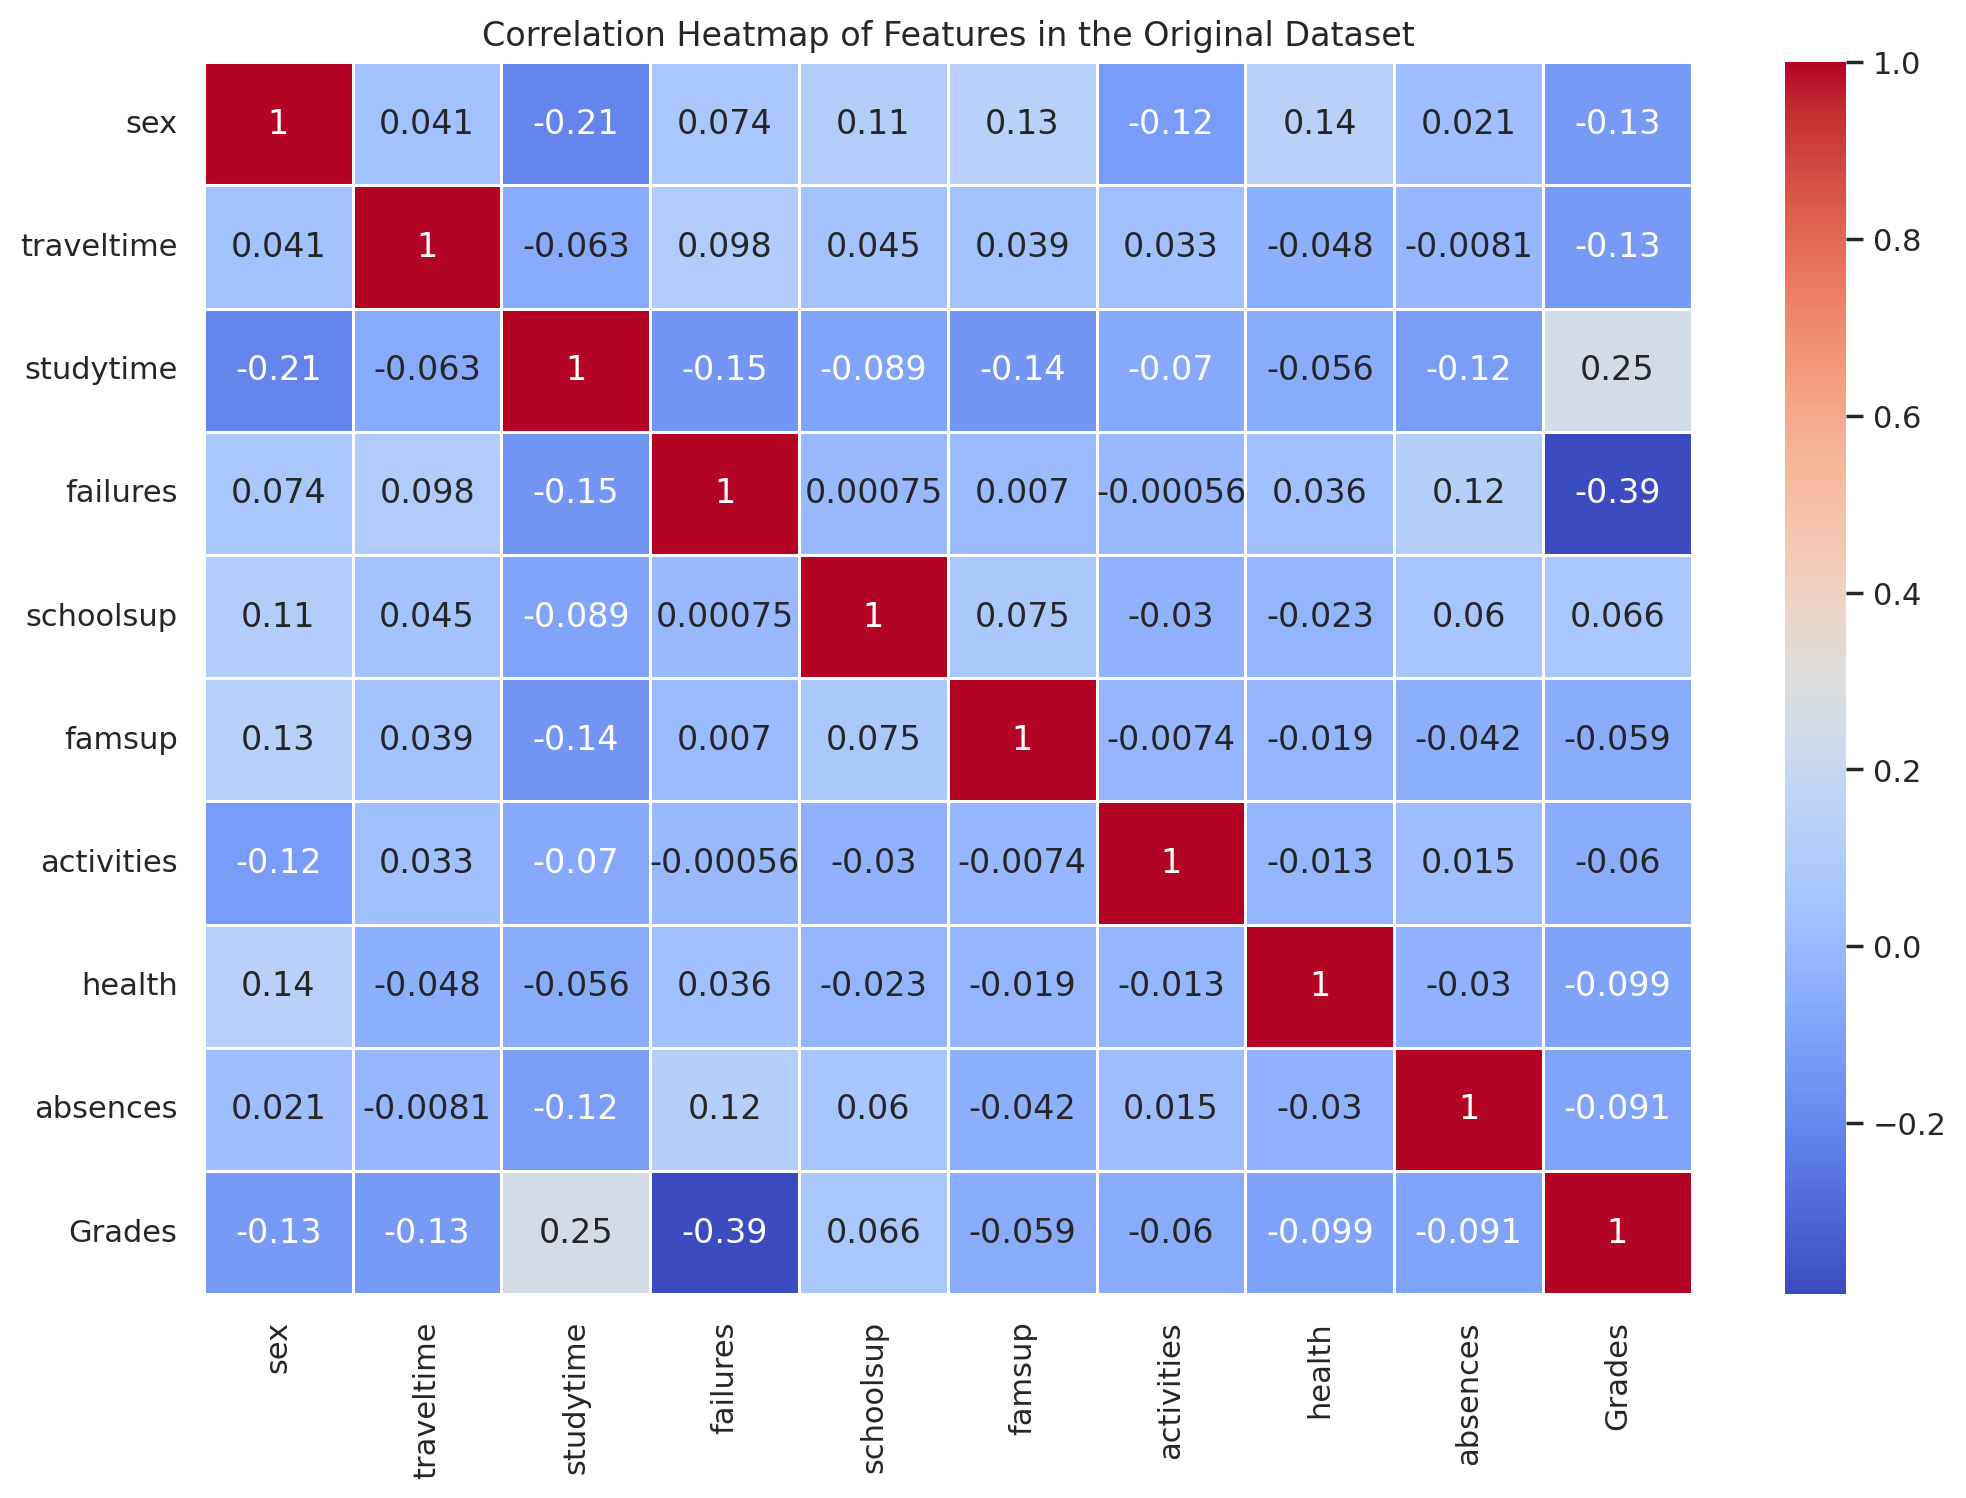 Correlation Heatmap of Features in the Original Dataset
sex 1 0.041 -0.21 0.074 0.11 0.13 -0.12 0.14 0.021 -0.13
traveltime 0.041 1 -0.063 0.098 0.045 0.039 0.033 -0.048 -0.0081 -0.13
studytime -0.21 -0.063 1 -0.15 -0.089 -0.14 -0.07 -0.056 -0.12 0.25
failures 0.074 0.098 -0.15 1 0.00075 0.007 -0.00056 0.036 0.12 -0.39
schoolsup 0.11 0.045 -0.089 0.00075 1 0.075 -0.03 -0.023 0.06 0.066
famsup 0.13 0.039 -0.14 0.007 0.075 1 -0.0074 -0.019 -0.042 -0.059
activities -0.12 0.033 -0.07 -0.00056 -0.03 -0.0074 1 -0.013 0.015 -0.06
health 0.14 -0.048 -0.056 0.036 -0.023 -0.019 -0.013 1 -0.03 -0.099
absences 0.021 -0.0081 -0.12 0.12 0.06 -0.042 0.015 -0.03 1 -0.091
Grades -0.13 -0.13 0.25 -0.39 0.066 -0.059 -0.06 -0.099 -0.091 1
sex
traveltime
studytime
failures
schoolsup
famsup
activities
health
absences
Grades
1.0
0.8
0.6
0.4
0.2
0.0
−0.2